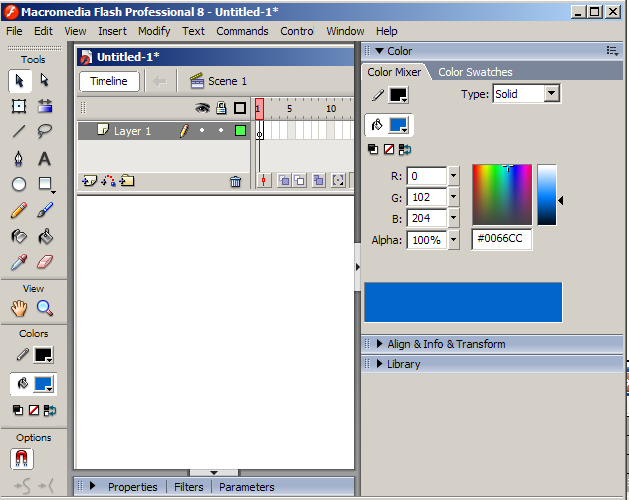 Macromedia Flash Professional 8 - Untitled-1*
File Edit View Insert Modify Text Commands Control Window Help
Tools
Untitled-1*
Timeline
Scene 1
1 5 10
Layer 1
View
Colors
Options
Properties Filters Parameters
Color
Color Mixer Color Swatches
Type: Solid
R: 0
G: 102
B: 204
Alpha: 100% #0066CC
Align & Info & Transform
Library